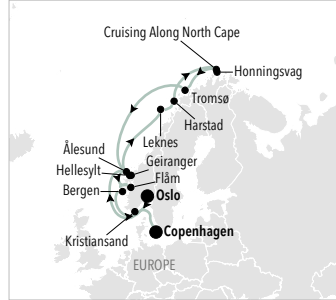 Cruising Along North Cape
Honningsvag
Tromsø
Harstad
Leknes
Ålesund
Geiranger
Hellesylt
Flåm
Bergen
Oslo
Kristiansand
Copenhagen
EUROPE